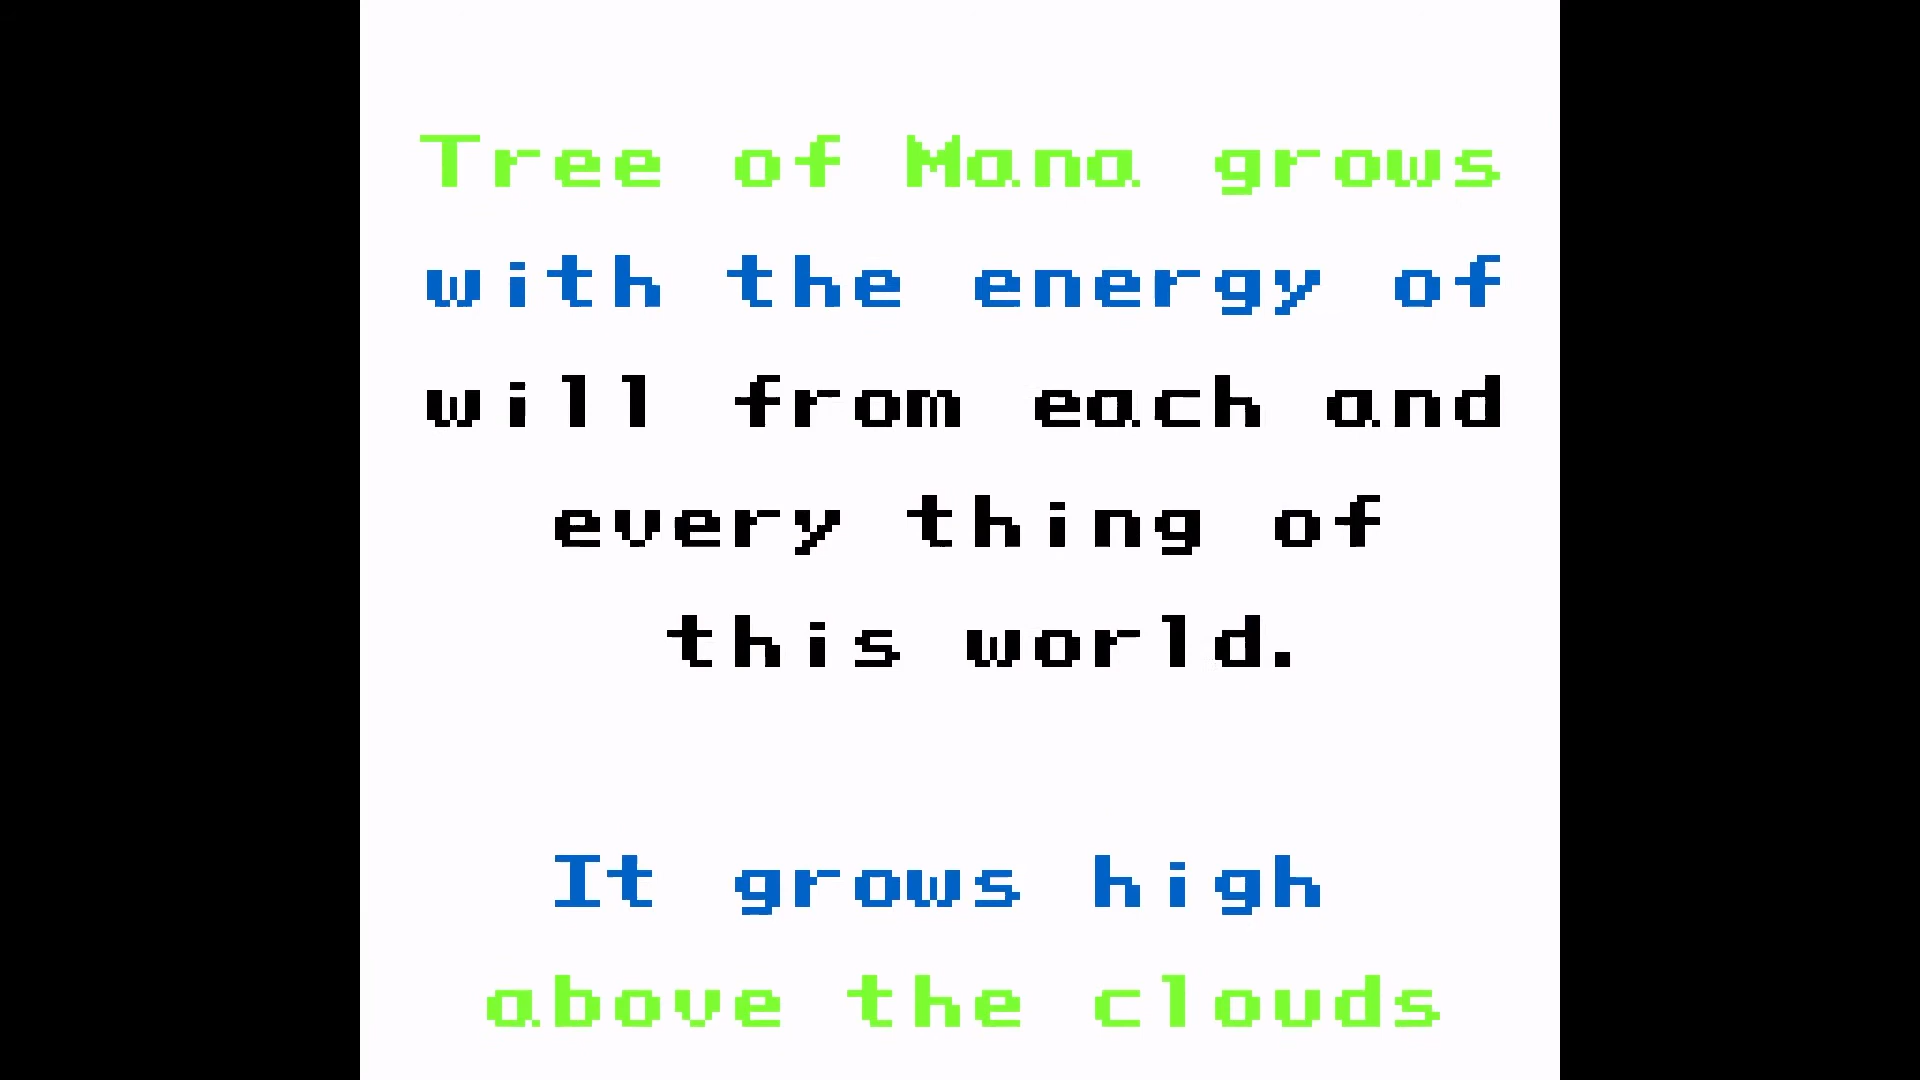 Tree of Mana grows
with the energy of
will from each and
every thing of
this world.
It grows high
above the clouds